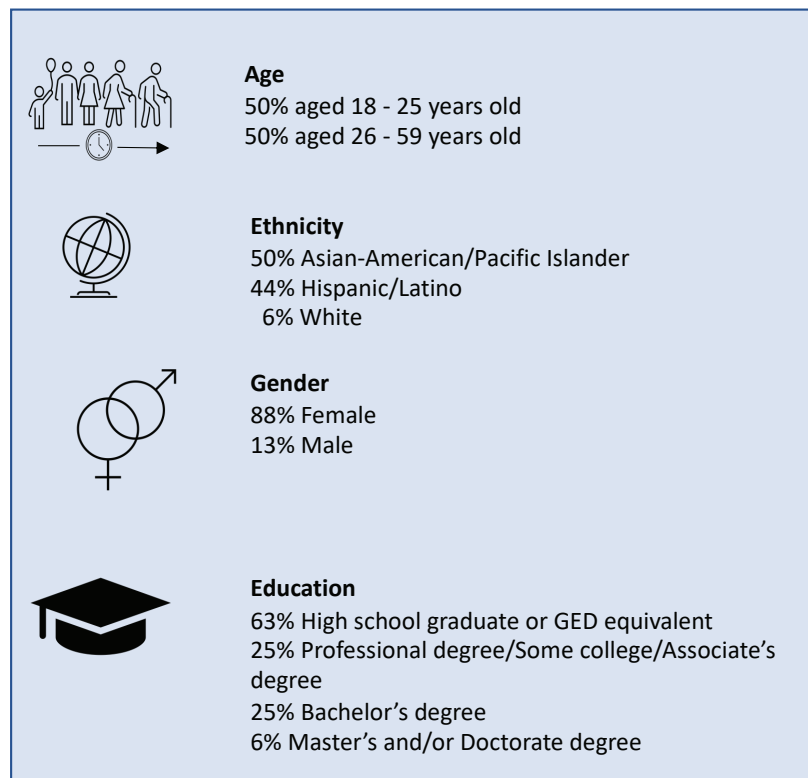 Age
50% aged 18 - 25 years old
50% aged 26 - 59 years old
Ethnicity
50% Asian-American/Pacific Islander
44% Hispanic/Latino
6% White
Gender
88% Female
13% Male
Education
63% High school graduate or GED equivalent
25% Professional degree/Some college/Associate’s
degree
25% Bachelor’s degree
6% Master’s and/or Doctorate degree